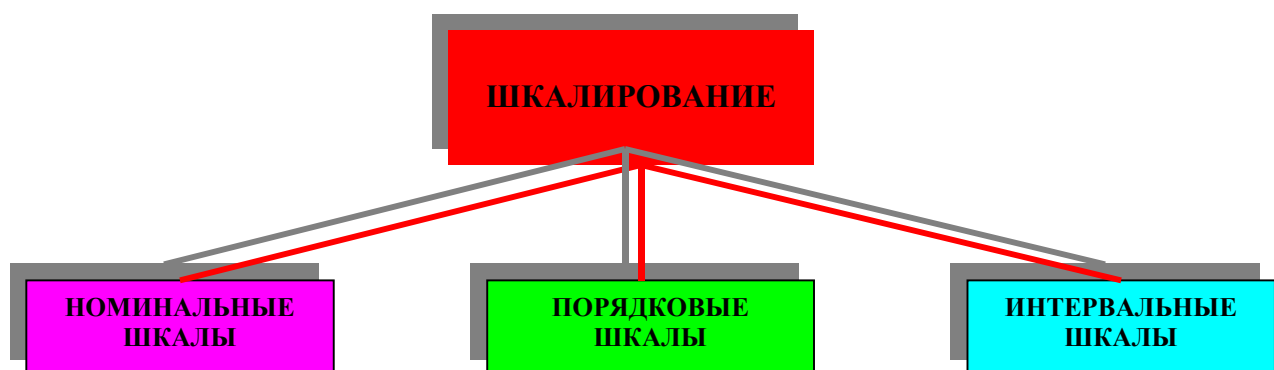 ШКАЛИРОВАНИЕ
НОМИНАЛЬНЫЕ
ШКАЛЫ
ПОРЯДКОВЫЕ
ШКАЛЫ
ИНТЕРВАЛЬНЫЕ
ШКАЛЫ